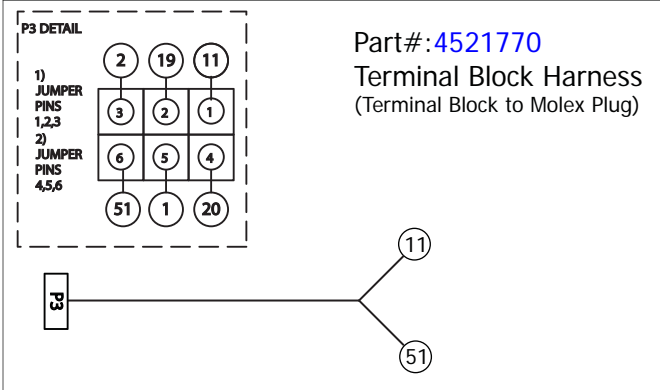 P3 DETAIL
1)
JUMPER
PINS
1,2,3
2)
JUMPER
PINS
4,5,6
2 19 11
3 2 1
6 5 4
51 1 20
Part#:4521770
Terminal Block Harness
(Terminal Block to Molex Plug)
P3
11
51